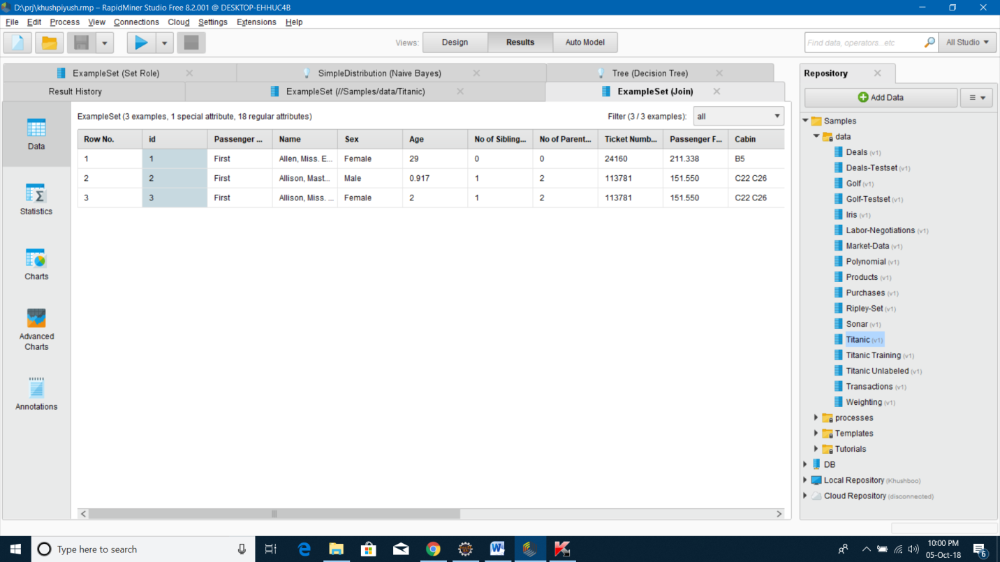 D:\prj\khushpiyush.rmp – RapidMiner Studio Free 8.2.001 @ DESKTOP-EHHUC4B
File Edit Process View Connections Cloud Settings Extensions Help
Views: Design Results Auto Model Find data, operators...etc All Studio
ExampleSet (Set Role) SimpleDistribution (Naive Bayes) Tree (Decision Tree)
Result History ExampleSet (//Samples/data/Titanic) ExampleSet (Join)
ExampleSet (3 examples, 1 special attribute, 18 regular attributes) Filter (3 / 3 examples): all
Row No. id Passenger ... Name Sex Age No of Sibling... No of Parent... Ticket Numb... Passenger F... Cabin
1 1 First Allen, Miss. E... Female 29 0 0 24160 211.338 B5
2 2 First Allison, Mast... Male 0.917 1 2 113781 151.550 C22 C26
3 3 First Allison, Miss. ... Female 2 1 2 113781 151.550 C22 C26
Data
Statistics
Charts
Advanced
Charts
Annotations
Repository
Add Data
Samples
data
Deals (v1)
Deals-Testset (v1)
Golf (v1)
Golf-Testset (v1)
Iris (v1)
Labor-Negotiations (v1)
Market-Data (v1)
Polynomial (v1)
Products (v1)
Purchases (v1)
Ripley-Set (v1)
Sonar (v1)
Titanic (v1)
Titanic Training (v1)
Titanic Unlabeled (v1)
Transactions (v1)
Weighting (v1)
processes
Templates
Tutorials
DB
Local Repository (Khushboo)
Cloud Repository (disconnected)
Type here to search
10:00 PM
05-Oct-18
6